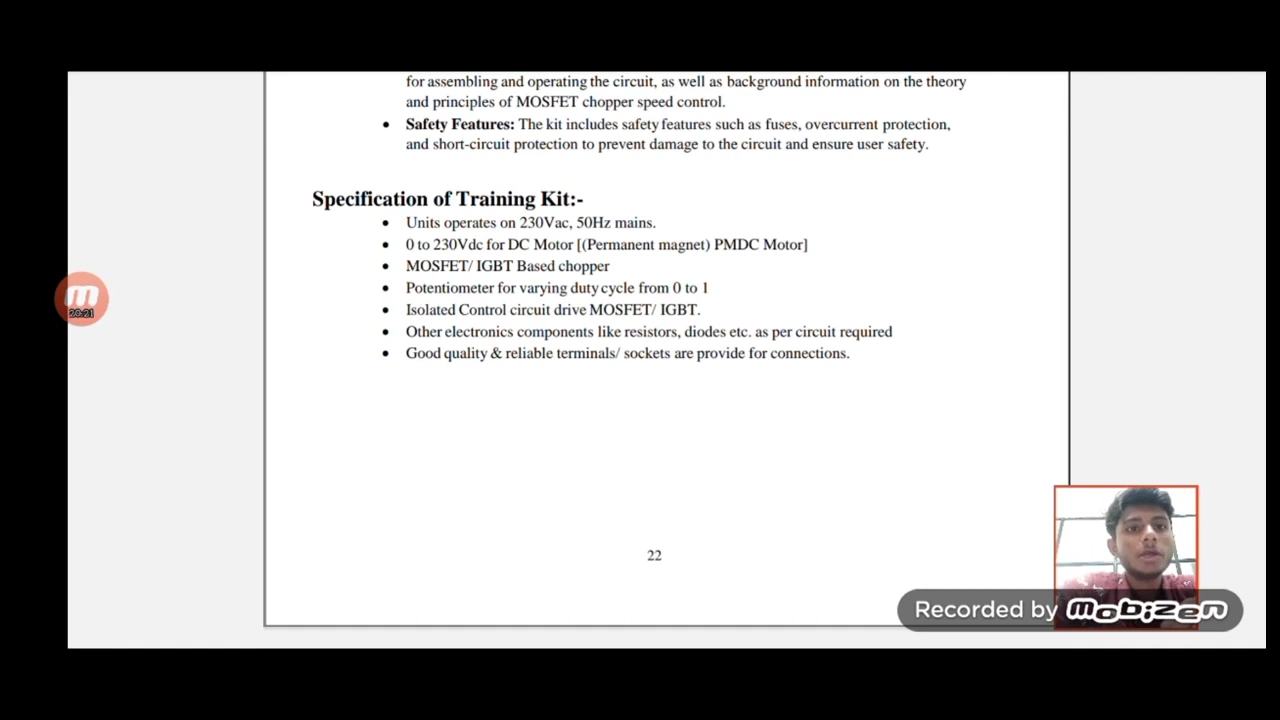 for assembling and operating the circuit, as well as background information on the theory
and principles of MOSFET chopper speed control.
• Safety Features: The kit includes safety features such as fuses, overcurrent protection,
and short-circuit protection to prevent damage to the circuit and ensure user safety.
Specification of Training Kit:-
• Units operates on 230Vac, 50Hz mains.
• 0 to 230Vdc for DC Motor [(Permanent magnet) PMDC Motor]
• MOSFET/ IGBT Based chopper
• Potentiometer for varying duty cycle from 0 to 1
• Isolated Control circuit drive MOSFET/ IGBT.
• Other electronics components like resistors, diodes etc. as per circuit required
• Good quality & reliable terminals/ sockets are provide for connections.
22
m
20:21
Recorded by mobizen